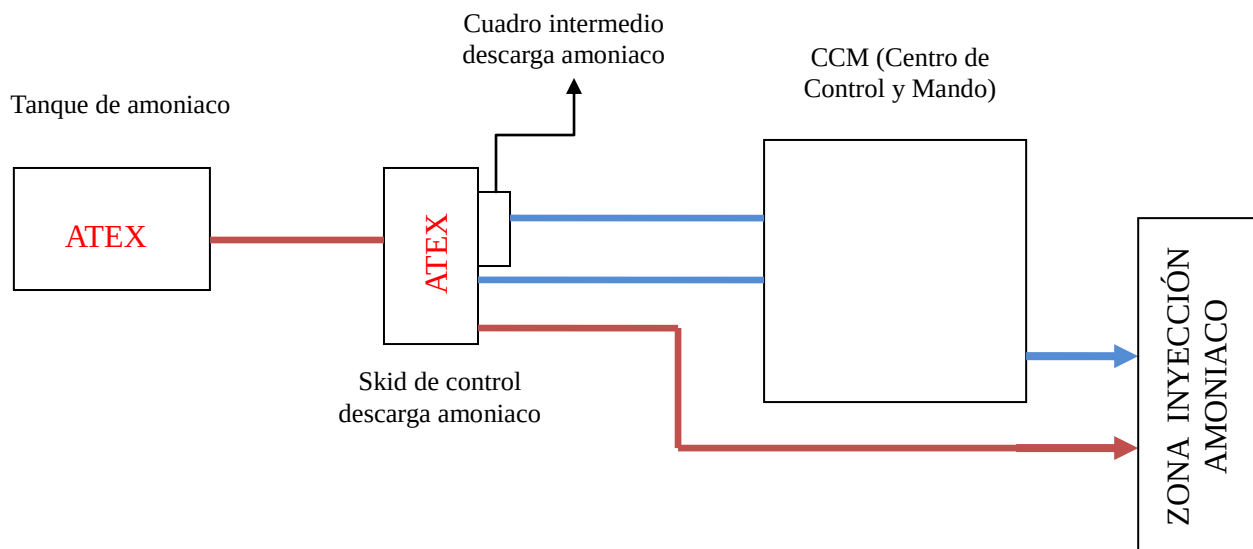 Cuadro intermedio
descarga amoniaco
CCM (Centro de
Control y Mando)
Tanque de amoniaco
ATEX
ATEX
Skid de control
descarga amoniaco
ZONA INYECCIÓN
AMONIACO